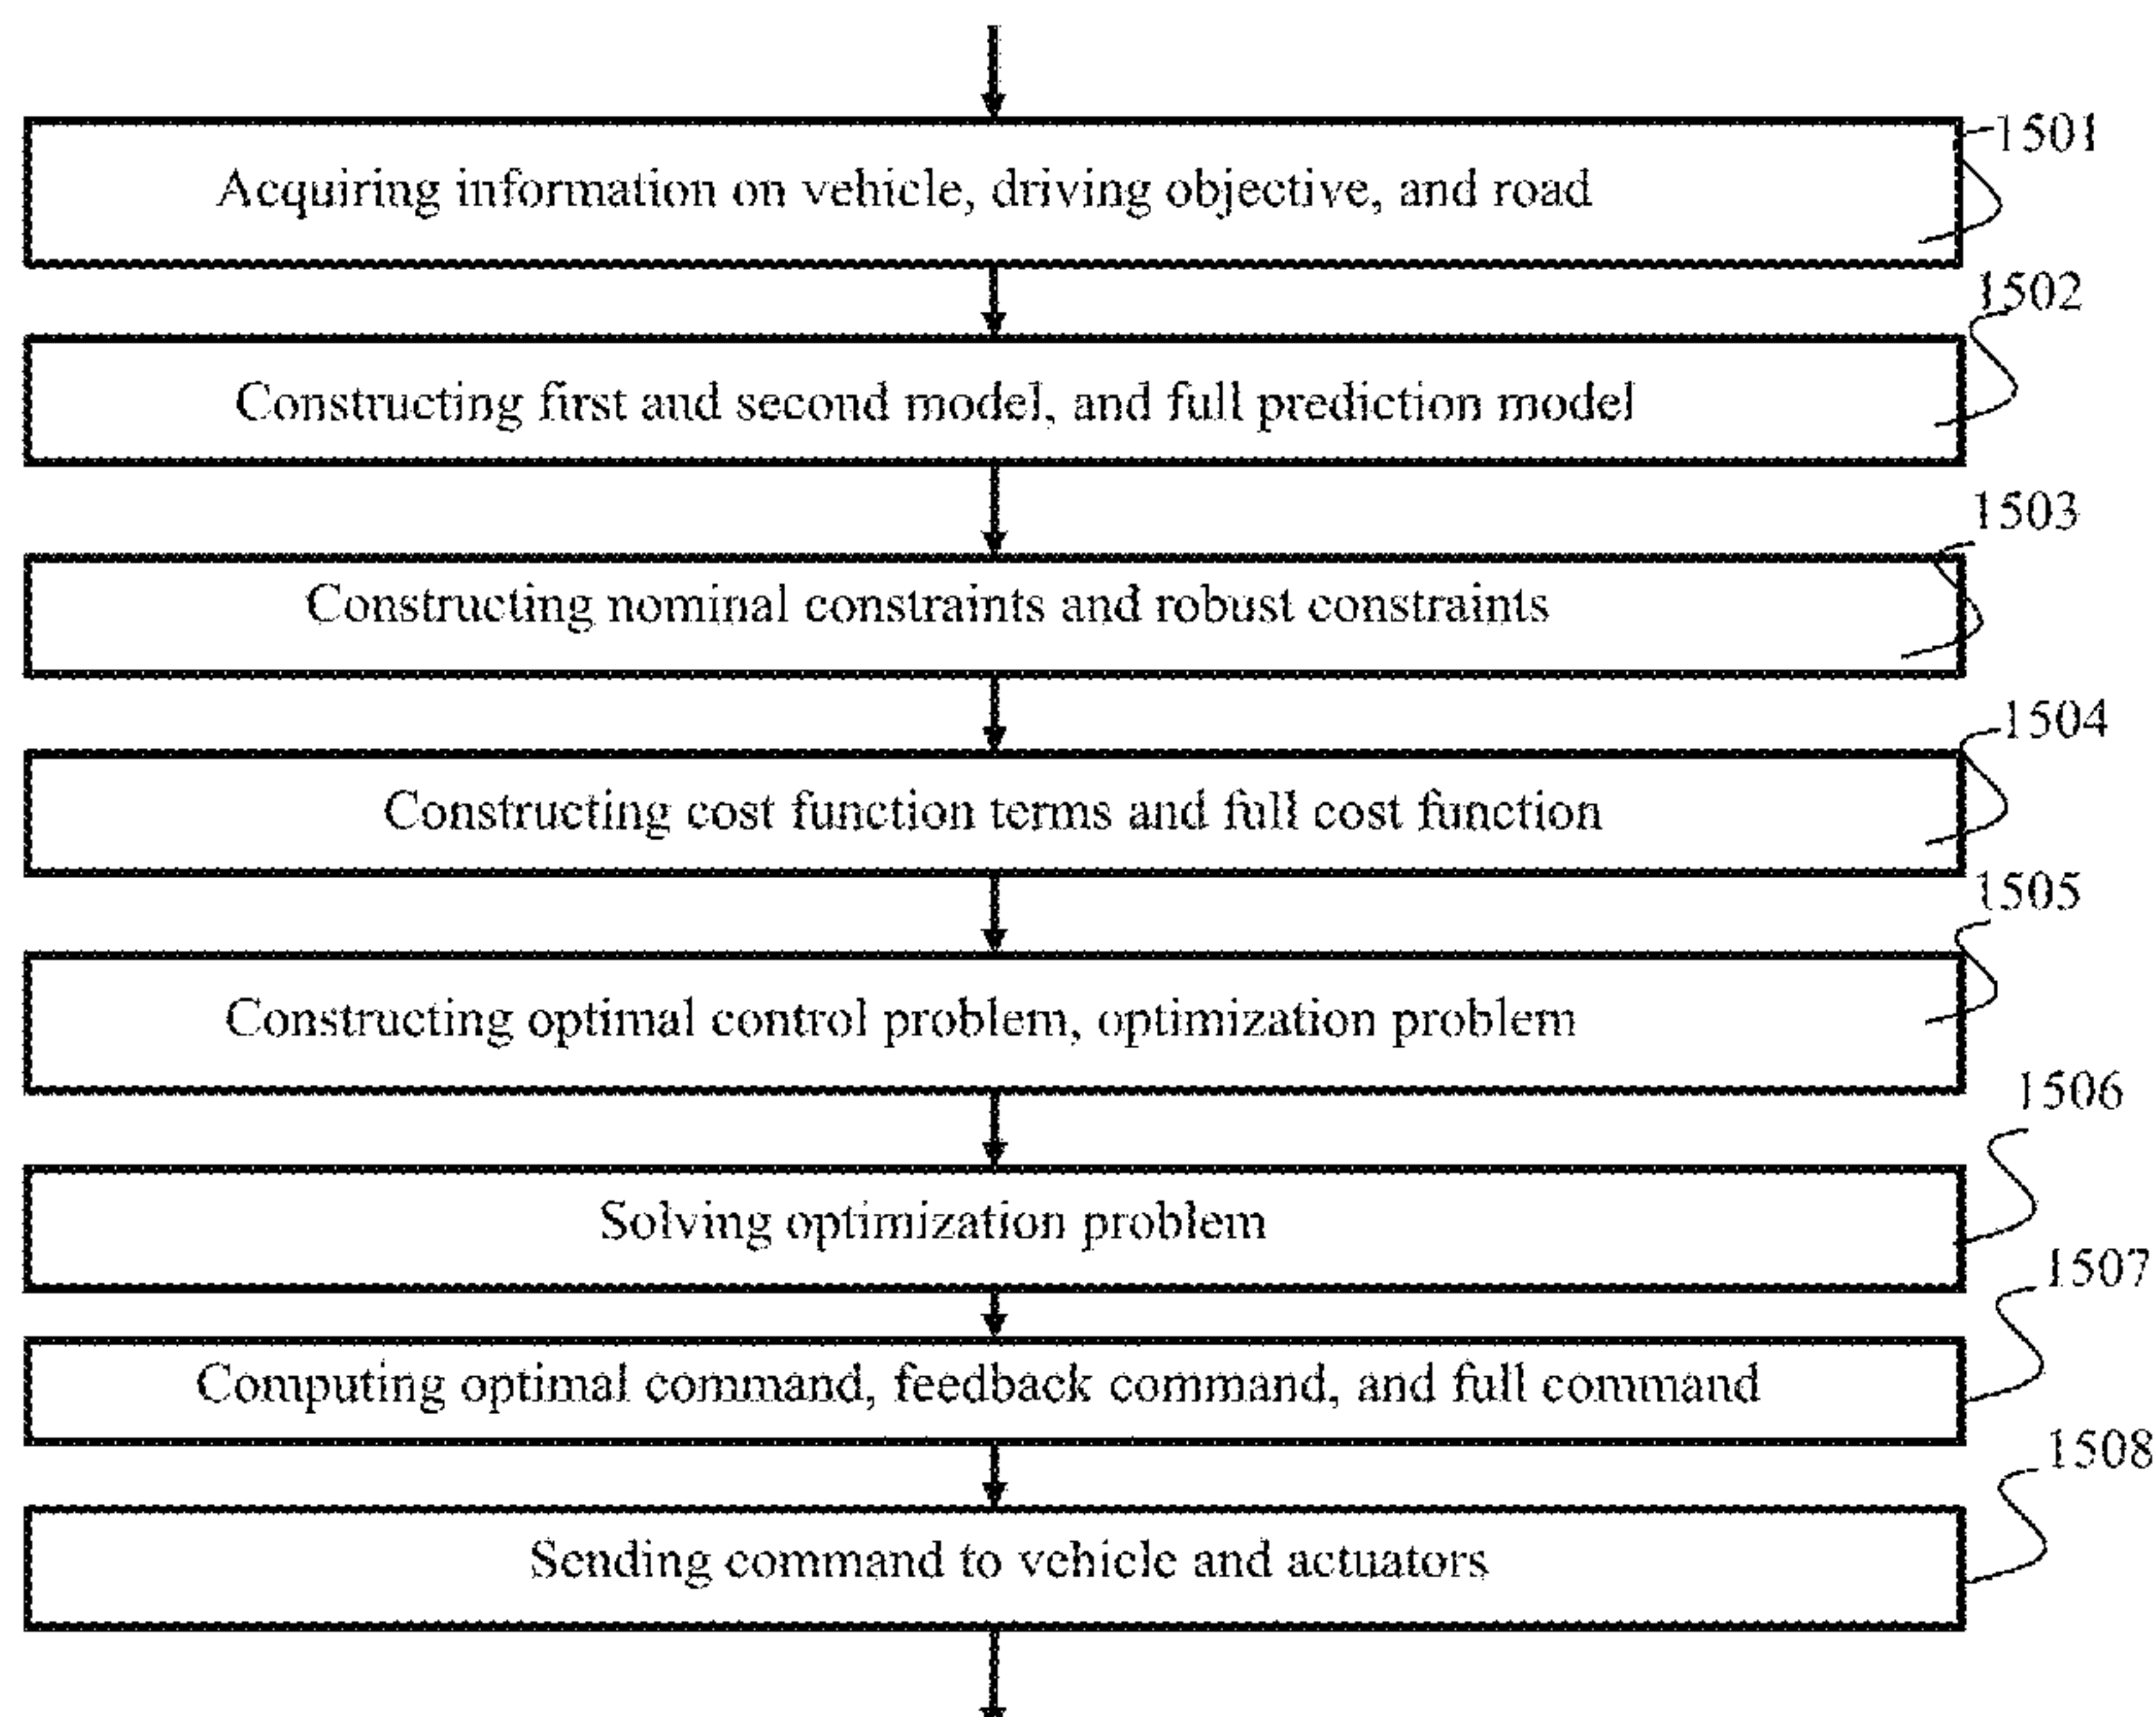 1501
Acquiring information on vehicle, driving objective, and road
1502
Constructing first and second model, and full prediction model
1503
Constructing nominal constraints and robust constraints
1504
Constructing cost function terms and full cost function
1505
Constructing optimal control problem, optimization problem
1506
Solving optimization problem
1507
Computing optimal command, feedback command, and full command
1508
Sending command to vehicle and actuators